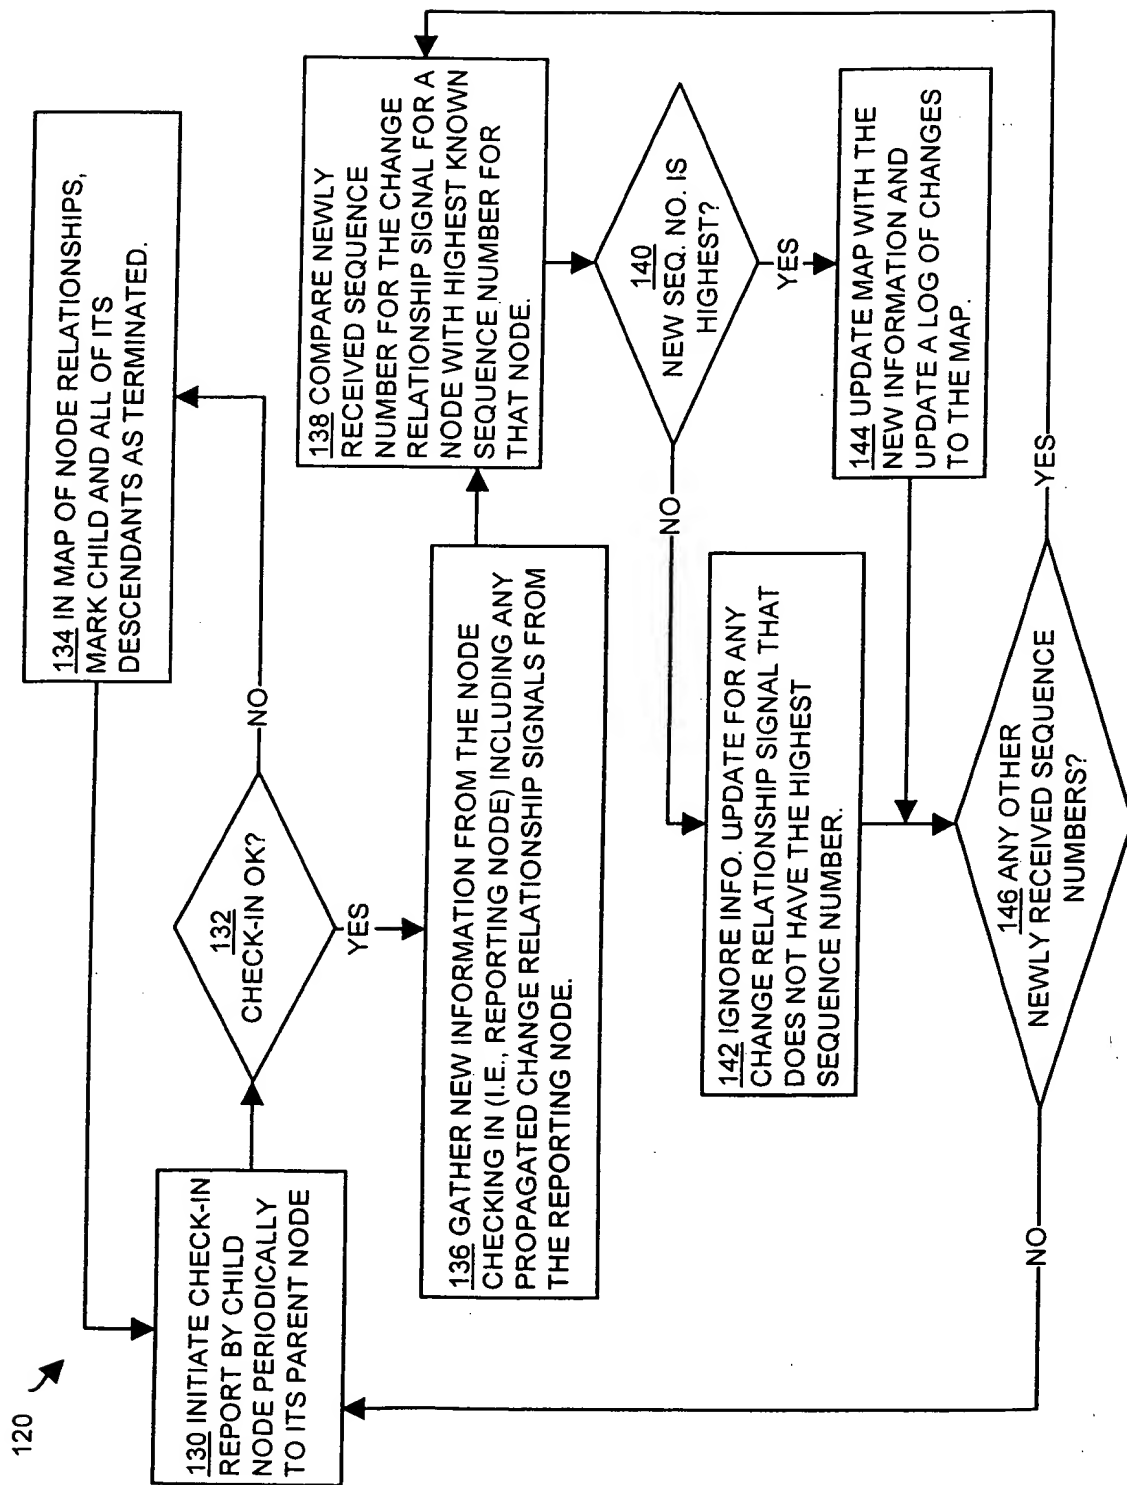 120
130 INITIATE CHECK-IN
REPORT BY CHILD
NODE PERIODICALLY
TO ITS PARENT NODE
132
CHECK-IN OK?
NO
YES
134 IN MAP OF NODE RELATIONSHIPS,
MARK CHILD AND ALL OF ITS
DESCENDANTS AS TERMINATED.
136 GATHER NEW INFORMATION FROM THE NODE
CHECKING IN (I.E., REPORTING NODE) INCLUDING ANY
PROPAGATED CHANGE RELATIONSHIP SIGNALS FROM
THE REPORTING NODE.
138 COMPARE NEWLY
RECEIVED SEQUENCE
NUMBER FOR THE CHANGE
RELATIONSHIP SIGNAL FOR A
NODE WITH HIGHEST KNOWN
SEQUENCE NUMBER FOR
THAT NODE.
140
NEW SEQ. NO. IS
HIGHEST?
NO
YES
142 IGNORE INFO. UPDATE FOR ANY
CHANGE RELATIONSHIP SIGNAL THAT
DOES NOT HAVE THE HIGHEST
SEQUENCE NUMBER.
144 UPDATE MAP WITH THE
NEW INFORMATION AND
UPDATE A LOG OF CHANGES
TO THE MAP.
146 ANY OTHER
NEWLY RECEIVED SEQUENCE
NUMBERS?
NO
YES